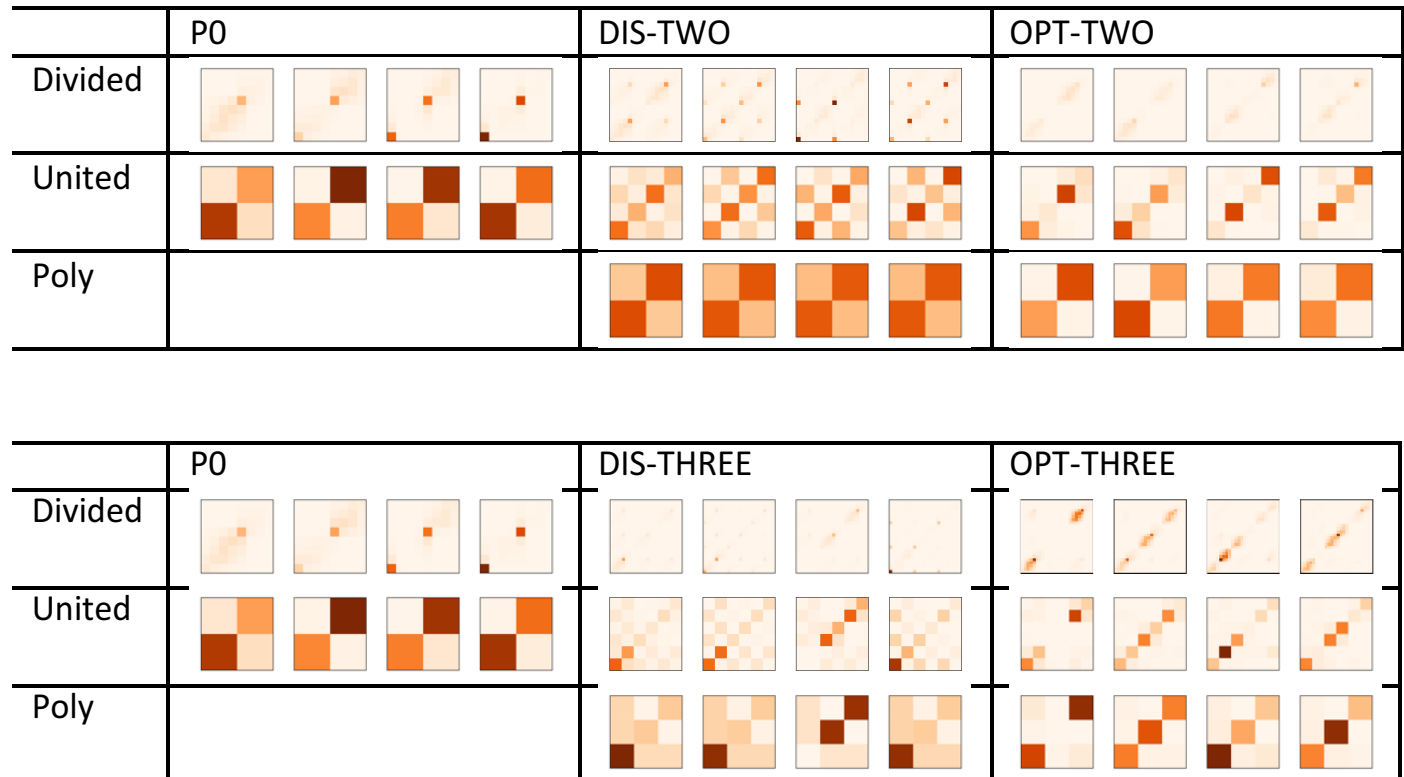 P0 DIS-TWO OPT-TWO
Divided
United
Poly
P0 DIS-THREE OPT-THREE
Divided
United
Poly